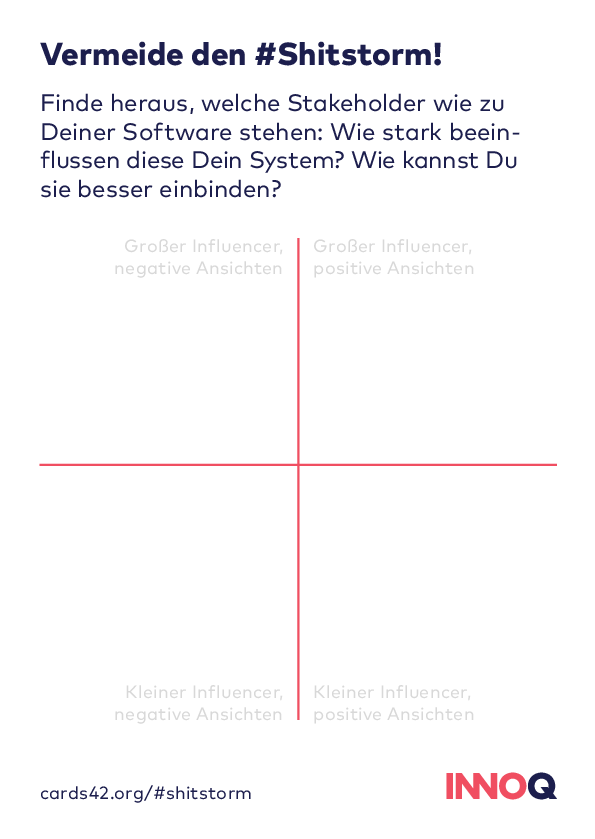 Vermeide den #Shitstorm!
Finde heraus, welche Stakeholder wie zu
Deiner Software stehen: Wie stark beein-
flussen diese Dein System? Wie kannst Du
sie besser einbinden?
Großer Influencer,
negative Ansichten
Großer Influencer,
positive Ansichten
Kleiner Influencer,
negative Ansichten
Kleiner Influencer,
positive Ansichten
cards42.org/#shitstorm
INNOQ